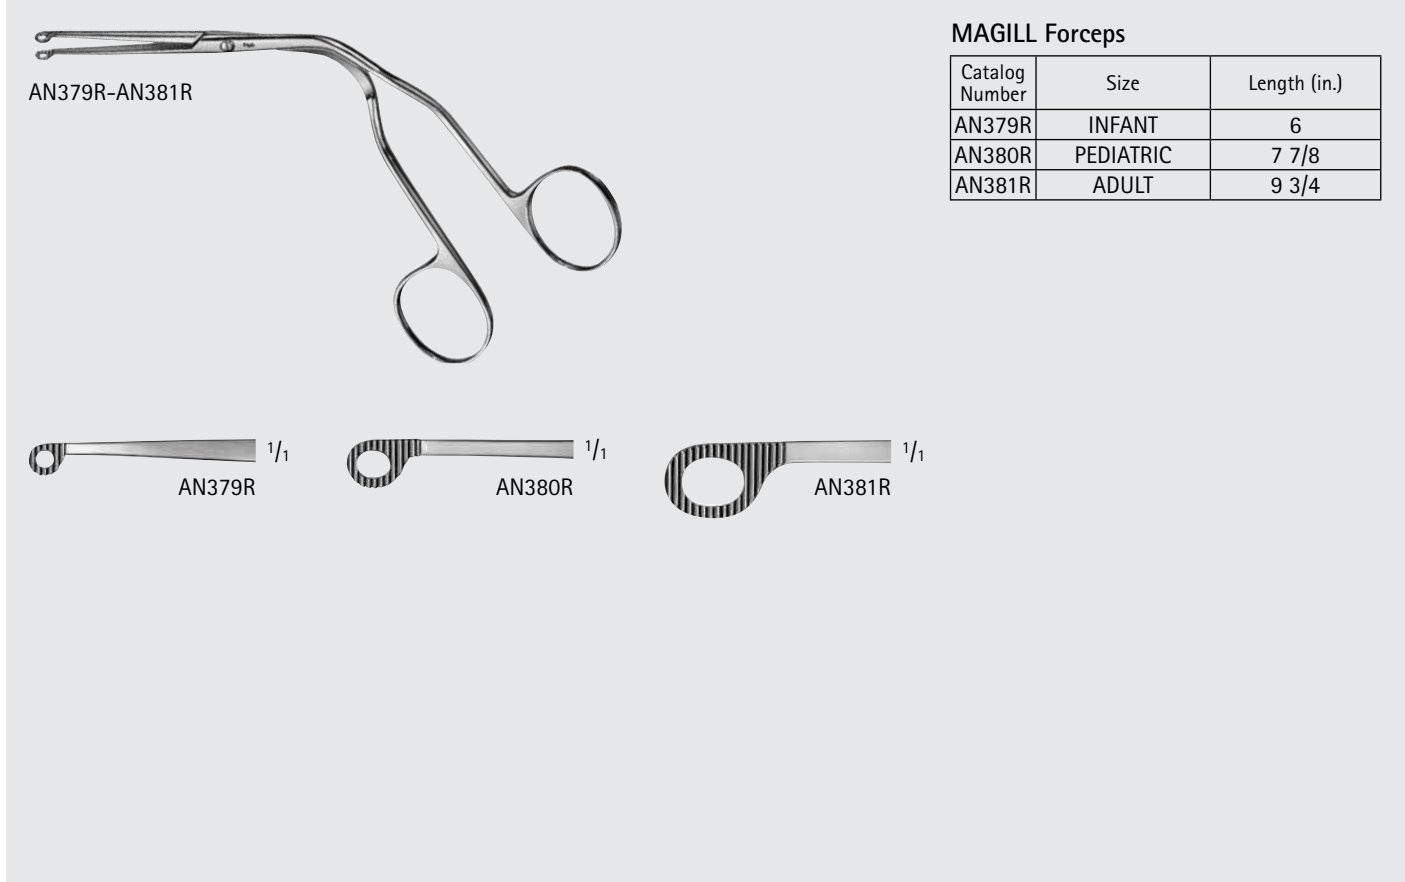 AN379R-AN381R
MAGILL Forceps
Catalog Number Size Length (in.)
AN379R INFANT 6
AN380R PEDIATRIC 7 7/8
AN381R ADULT 9 3/4
1/1
AN379R
1/1
AN380R
1/1
AN381R